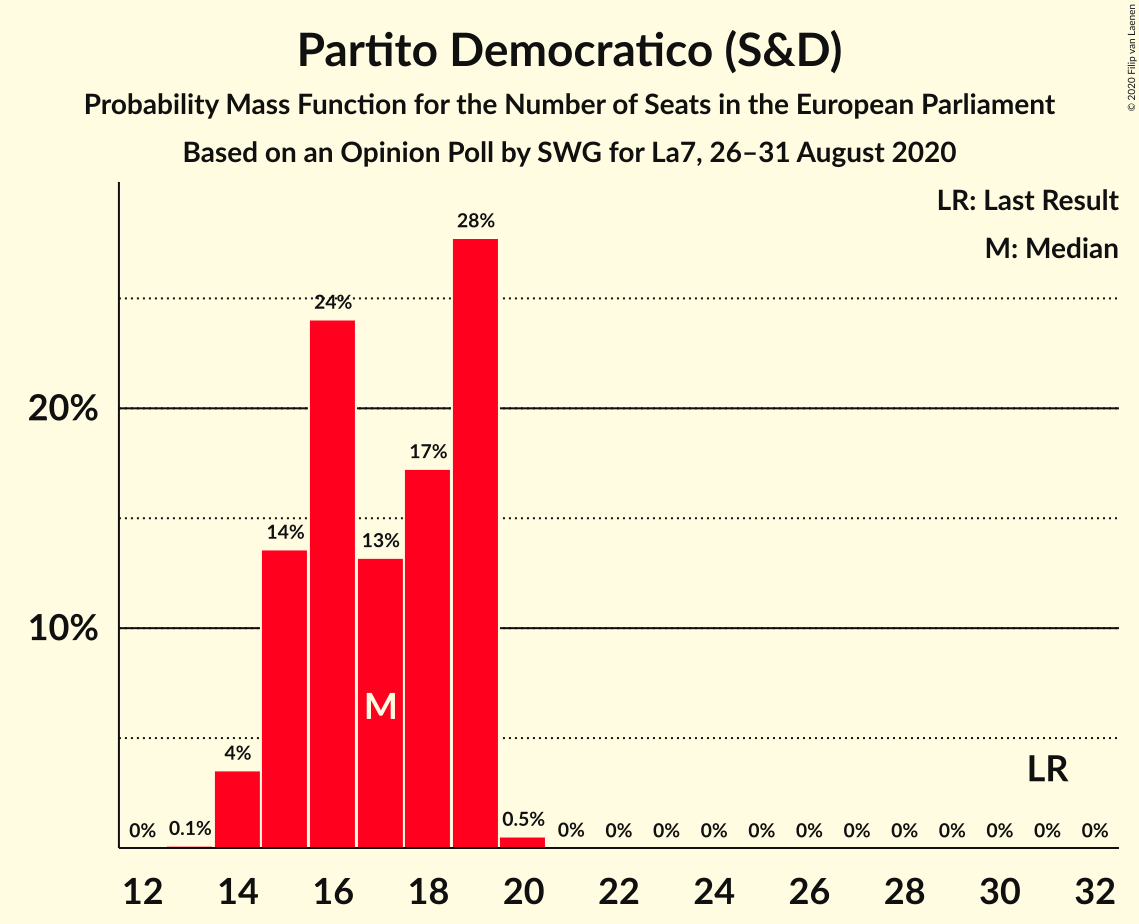 © 2020 Filip van Laenen
Partito Democratico (S&D)
Probability Mass Function for the Number of Seats in the European Parliament
Based on an Opinion Poll by SWG for La7, 26–31 August 2020
LR: Last Result
M: Median
28%
24%
20%
17%
14%
13%
10%
M
4%
LR
0% 0.1% 0.5% 0% 0% 0% 0% 0% 0% 0% 0% 0% 0% 0% 0%
12 14 16 18 20 22 24 26 28 30 32